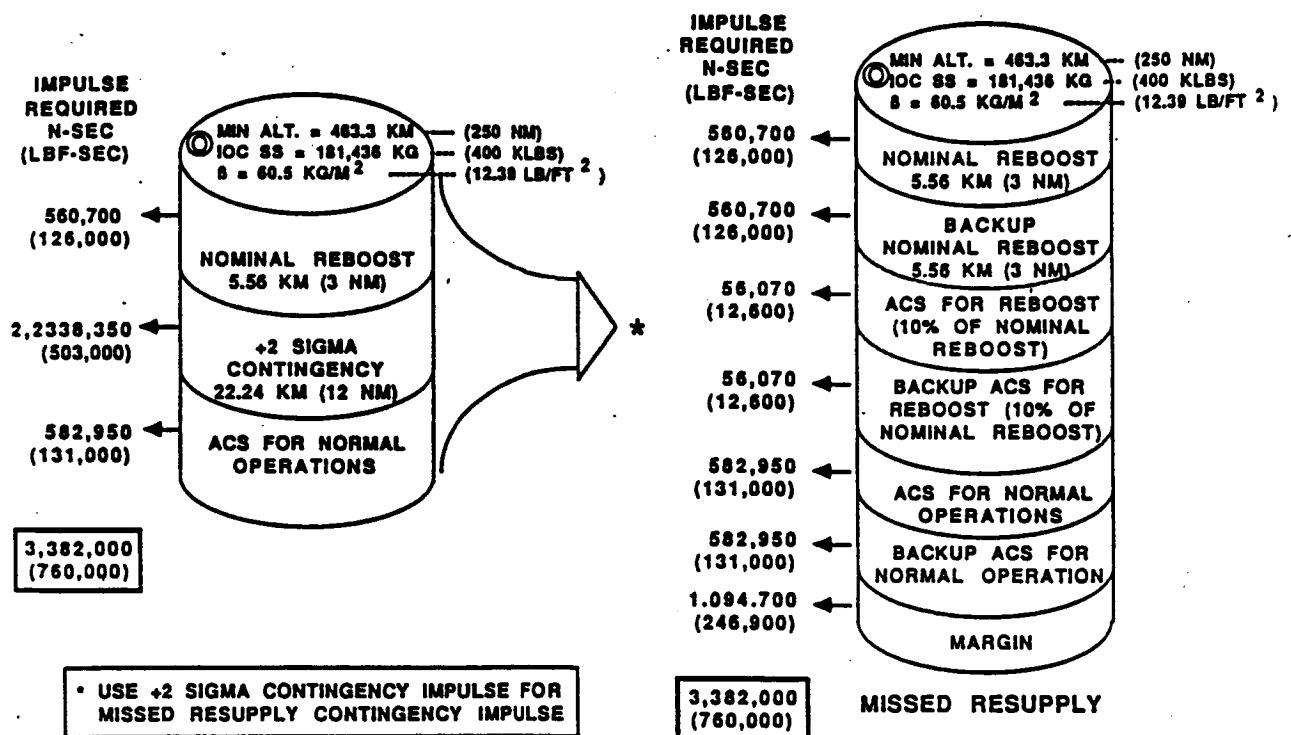 IMPULSE
REQUIRED
N-SEC
(LBF-SEC)
MIN ALT. = 463.3 KM (250 NM)
IOC SS = 181,436 KG (400 KLBS)
ß = 60.5 KG/M 2 (12.39 LB/FT 2 )
560,700
(126,000)
NOMINAL REBOOST
5.56 KM (3 NM)
2,2338,350
(503,000)
+2 SIGMA
CONTINGENCY
22.24 KM (12 NM)
*
582,950
(131,000)
ACS FOR NORMAL
OPERATIONS
3,382,000
(760,000)
* USE +2 SIGMA CONTINGENCY IMPULSE FOR
MISSED RESUPPLY CONTINGENCY IMPULSE
IMPULSE
REQUIRED
N-SEC
(LBF-SEC)
MIN ALT. = 463.3 KM (250 NM)
IOC SS = 181,436 KG (400 KLBS)
ß = 60.5 KG/M 2 (12.39 LB/FT 2 )
560,700
(126,000)
NOMINAL REBOOST
5.56 KM (3 NM)
560,700
(126,000)
BACKUP
NOMINAL REBOOST
5.56 KM (3 NM)
56,070
(12,600)
ACS FOR REBOOST
(10% OF NOMINAL
REBOOST)
56,070
(12,600)
BACKUP ACS FOR
REBOOST (10% OF
NOMINAL REBOOST)
582,950
(131,000)
ACS FOR NORMAL
OPERATIONS
582,950
(131,000)
BACKUP ACS FOR
NORMAL OPERATION
1.094.700
(246,900)
MARGIN
3,382,000
(760,000)
MISSED RESUPPLY